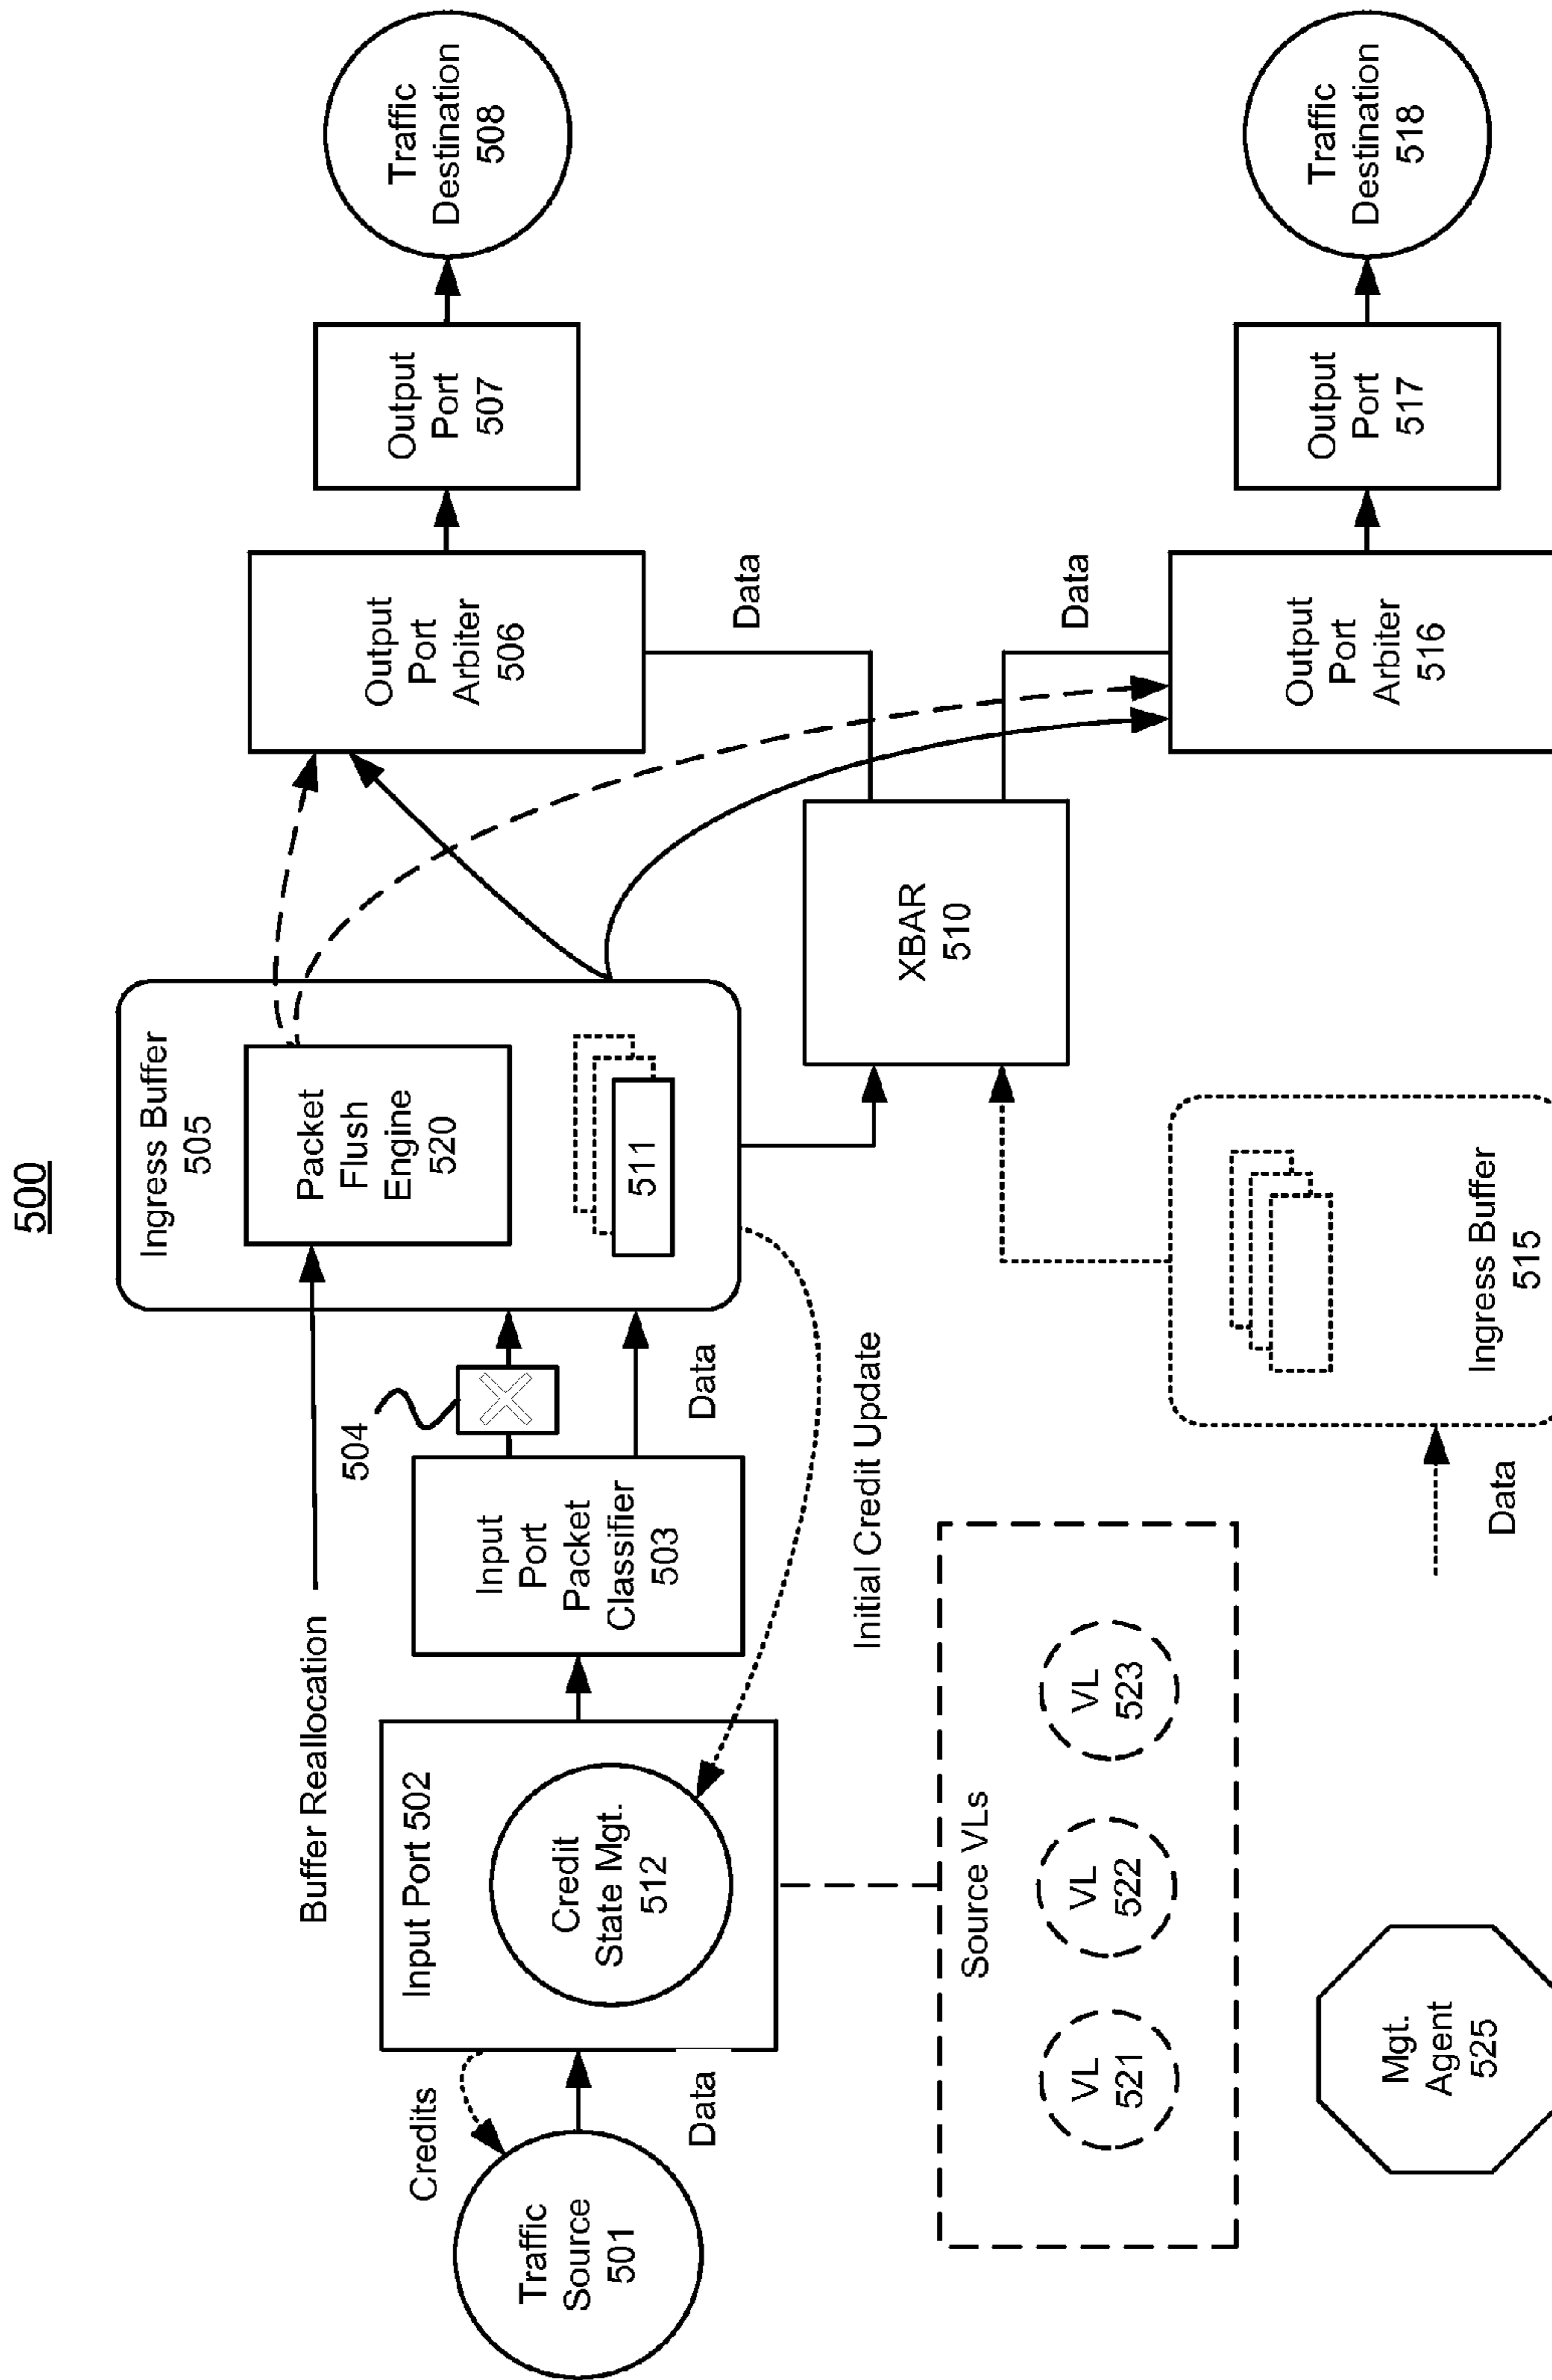 500
Buffer Reallocation
Ingress Buffer
505
Packet
Flush
Engine
520
511
Output
Port
Arbiter
506
Output
Port
507
Traffic
Destination
508
Credits
Traffic
Source
501
Data
Input Port 502
Credit
State Mgt.
512
Input
Port
Packet
Classifier
503
504
Data
Initial Credit Update
XBAR
510
Data
Data
Source VLs
VL
521
VL
522
VL
523
Mgt.
Agent
525
Data
Ingress Buffer
515
Output
Port
Arbiter
516
Output
Port
517
Traffic
Destination
518